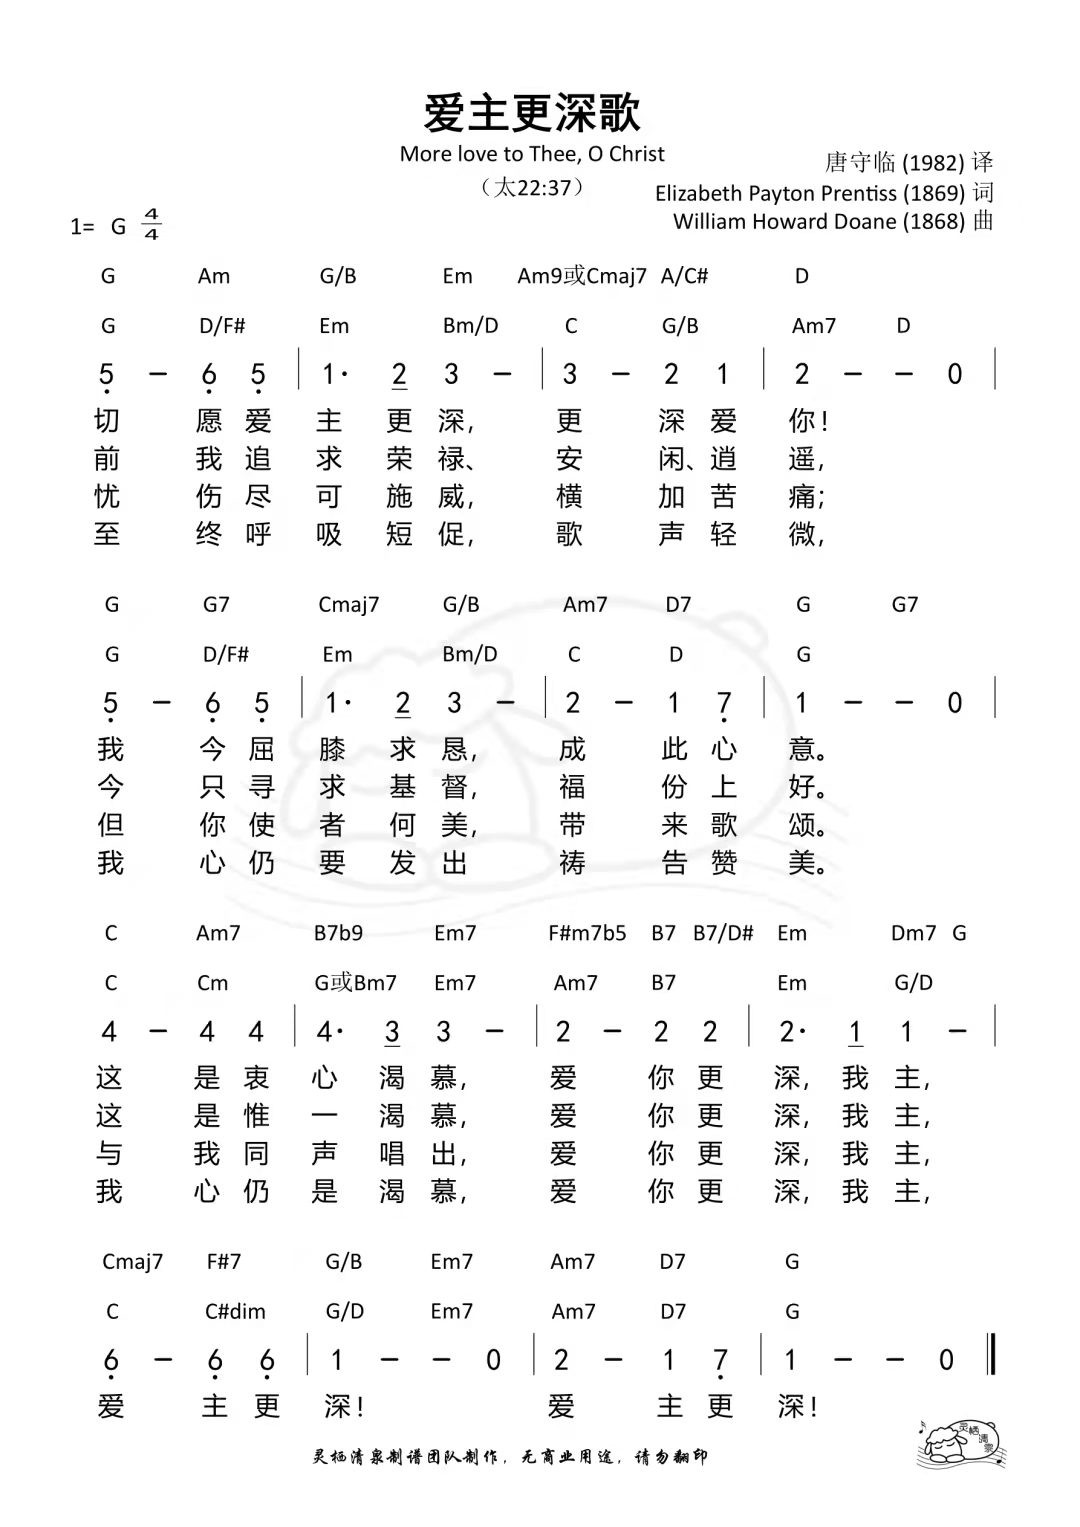 爱主更深歌
More love to Thee, O Christ
（太22:37）
唐守临 (1982) 译
Elizabeth Payton Prentiss (1869) 词
William Howard Doane (1868) 曲
1= G 4/4
G Am G/B Em Am9或Cmaj7 A/C# D
G D/F# Em Bm/D C G/B Am7 D
5 － 6 5 | 1· 2 3 － | 3 － 2 1 | 2 － － 0 |
切 愿 爱 主 更 深， 更 深 爱 你！
前 我 追 求 荣 禄、 安 闲、逍 遥，
忧 伤 尽 可 施 威， 横 加 苦 痛；
至 终 呼 吸 短 促， 歌 声 轻 微，
G G7 Cmaj7 G/B Am7 D7 G G7
G D/F# Em Bm/D C D G
5 － 6 5 | 1· 2 3 － | 2 － 1 7 | 1 － － 0 |
我 今 屈 膝 求 恳， 成 此 心 意。
今 只 寻 求 基 督， 福 份 上 好。
但 你 使 者 何 美， 带 来 歌 颂。
我 心 仍 要 发 出 祷 告 赞 美。
C Am7 B7b9 Em7 F#m7b5 B7 B7/D# Em Dm7 G
C Cm G或Bm7 Em7 Am7 B7 Em G/D
4 － 4 4 | 4· 3 3 － | 2 － 2 2 | 2· 1 1 － |
这 是 衷 心 渴 慕， 爱 你 更 深，我 主，
这 是 惟 一 渴 慕， 爱 你 更 深，我 主，
与 我 同 声 唱 出， 爱 你 更 深，我 主，
我 心 仍 是 渴 慕， 爱 你 更 深，我 主，
Cmaj7 F#7 G/B Em7 Am7 D7 G
C C#dim G/D Em7 Am7 D7 G
6 － 6 6 | 1 － － 0 | 2 － 1 7 | 1 － － 0 ‖
爱 主 更 深！ 爱 主 更 深！
灵栖清泉制谱团队制作，无商业用途，请勿翻印
灵栖清泉